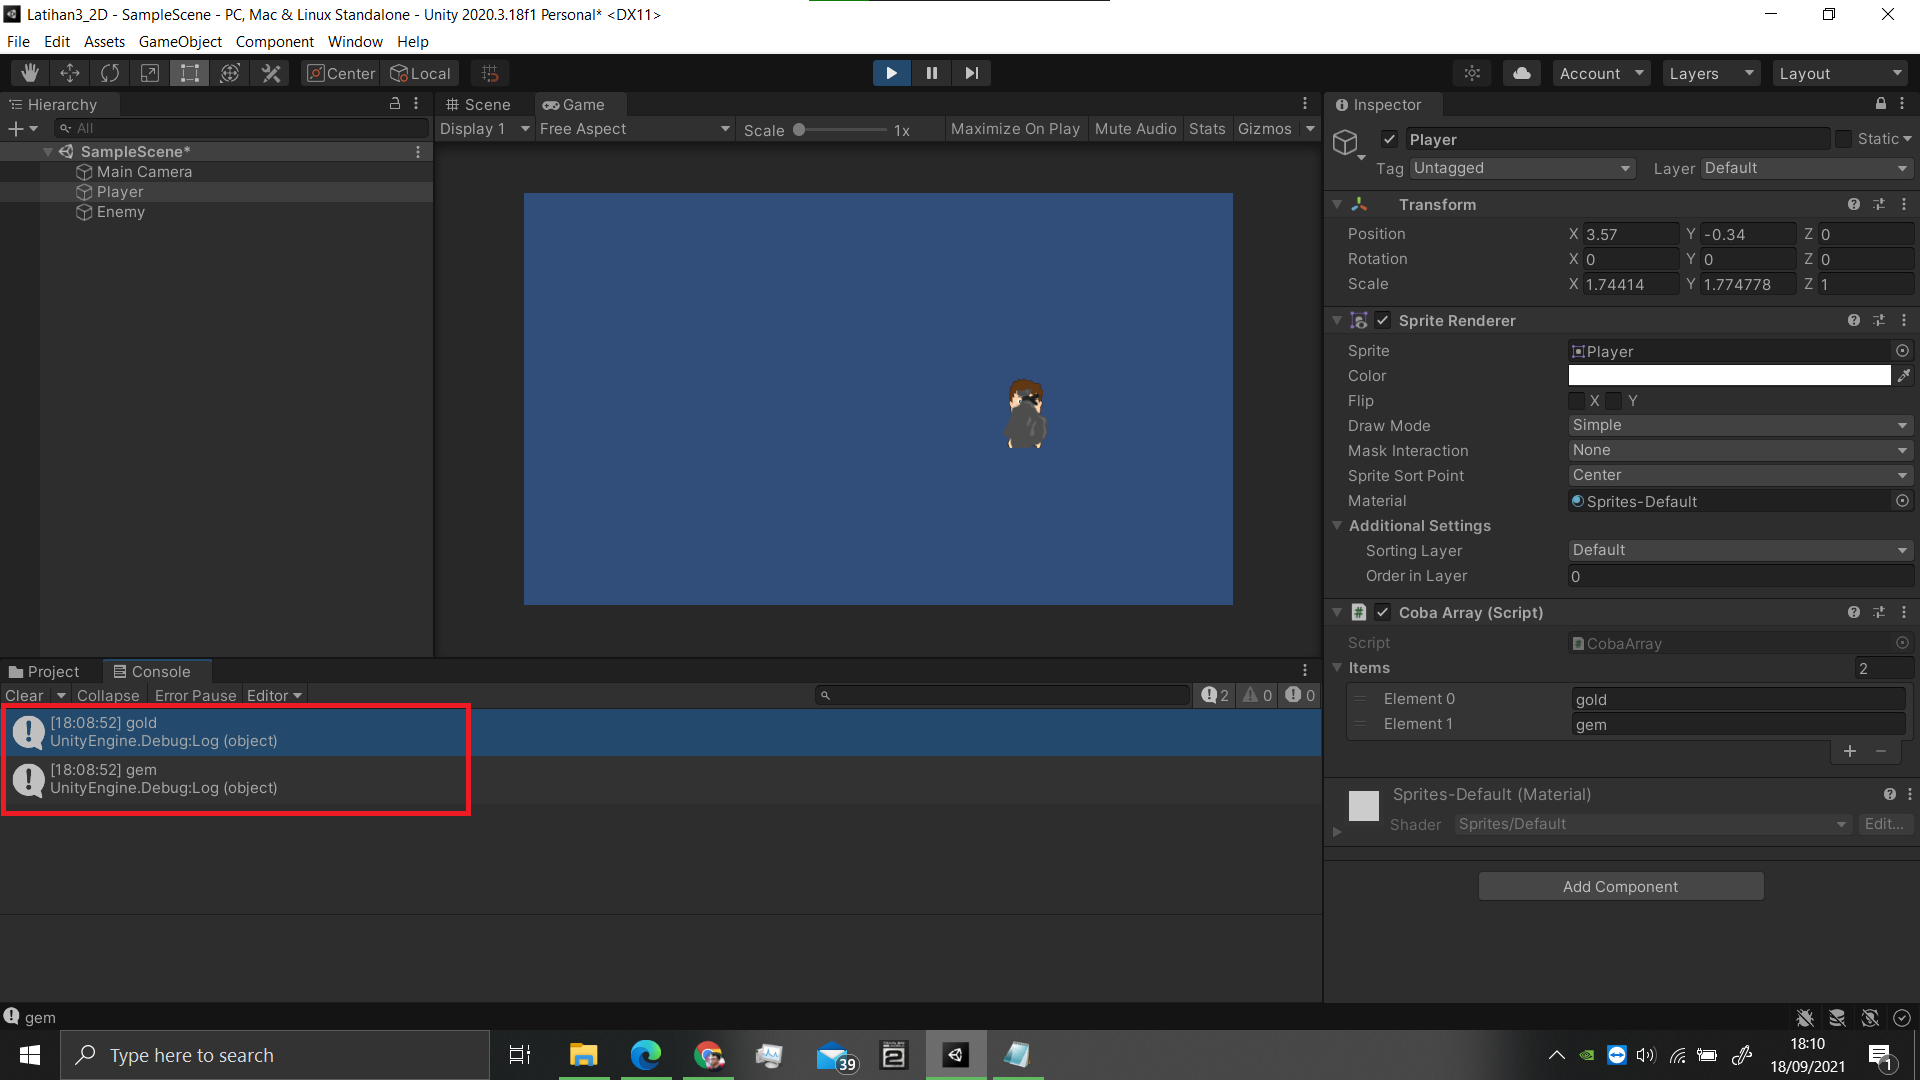 Latihan3_2D - SampleScene - PC, Mac & Linux Standalone - Unity 2020.3.18f1 Personal* <DX11>
File Edit Assets GameObject Component Window Help
Center Local Account Layers Layout
Hierarchy
All
SampleScene*
Main Camera
Player
Enemy
Scene Game
Display 1 Free Aspect Scale 1x Maximize On Play Mute Audio Stats Gizmos
Inspector
Player Static
Tag Untagged Layer Default
Transform
Position X 3.57 Y -0.34 Z 0
Rotation X 0 Y 0 Z 0
Scale X 1.74414 Y 1.774778 Z 1
Sprite Renderer
Sprite Player
Color
Flip X Y
Draw Mode Simple
Mask Interaction None
Sprite Sort Point Center
Material Sprites-Default
Additional Settings
Sorting Layer Default
Order in Layer 0
Coba Array (Script)
Script CobaArray
Items 2
Element 0 gold
Element 1 gem
Sprites-Default (Material)
Shader Sprites/Default Edit...
Add Component
Project Console
Clear Collapse Error Pause Editor 2 0 0
[18:08:52] gold
UnityEngine.Debug:Log (object)
[18:08:52] gem
UnityEngine.Debug:Log (object)
gem
Type here to search
39
2
18:10
18/09/2021
1